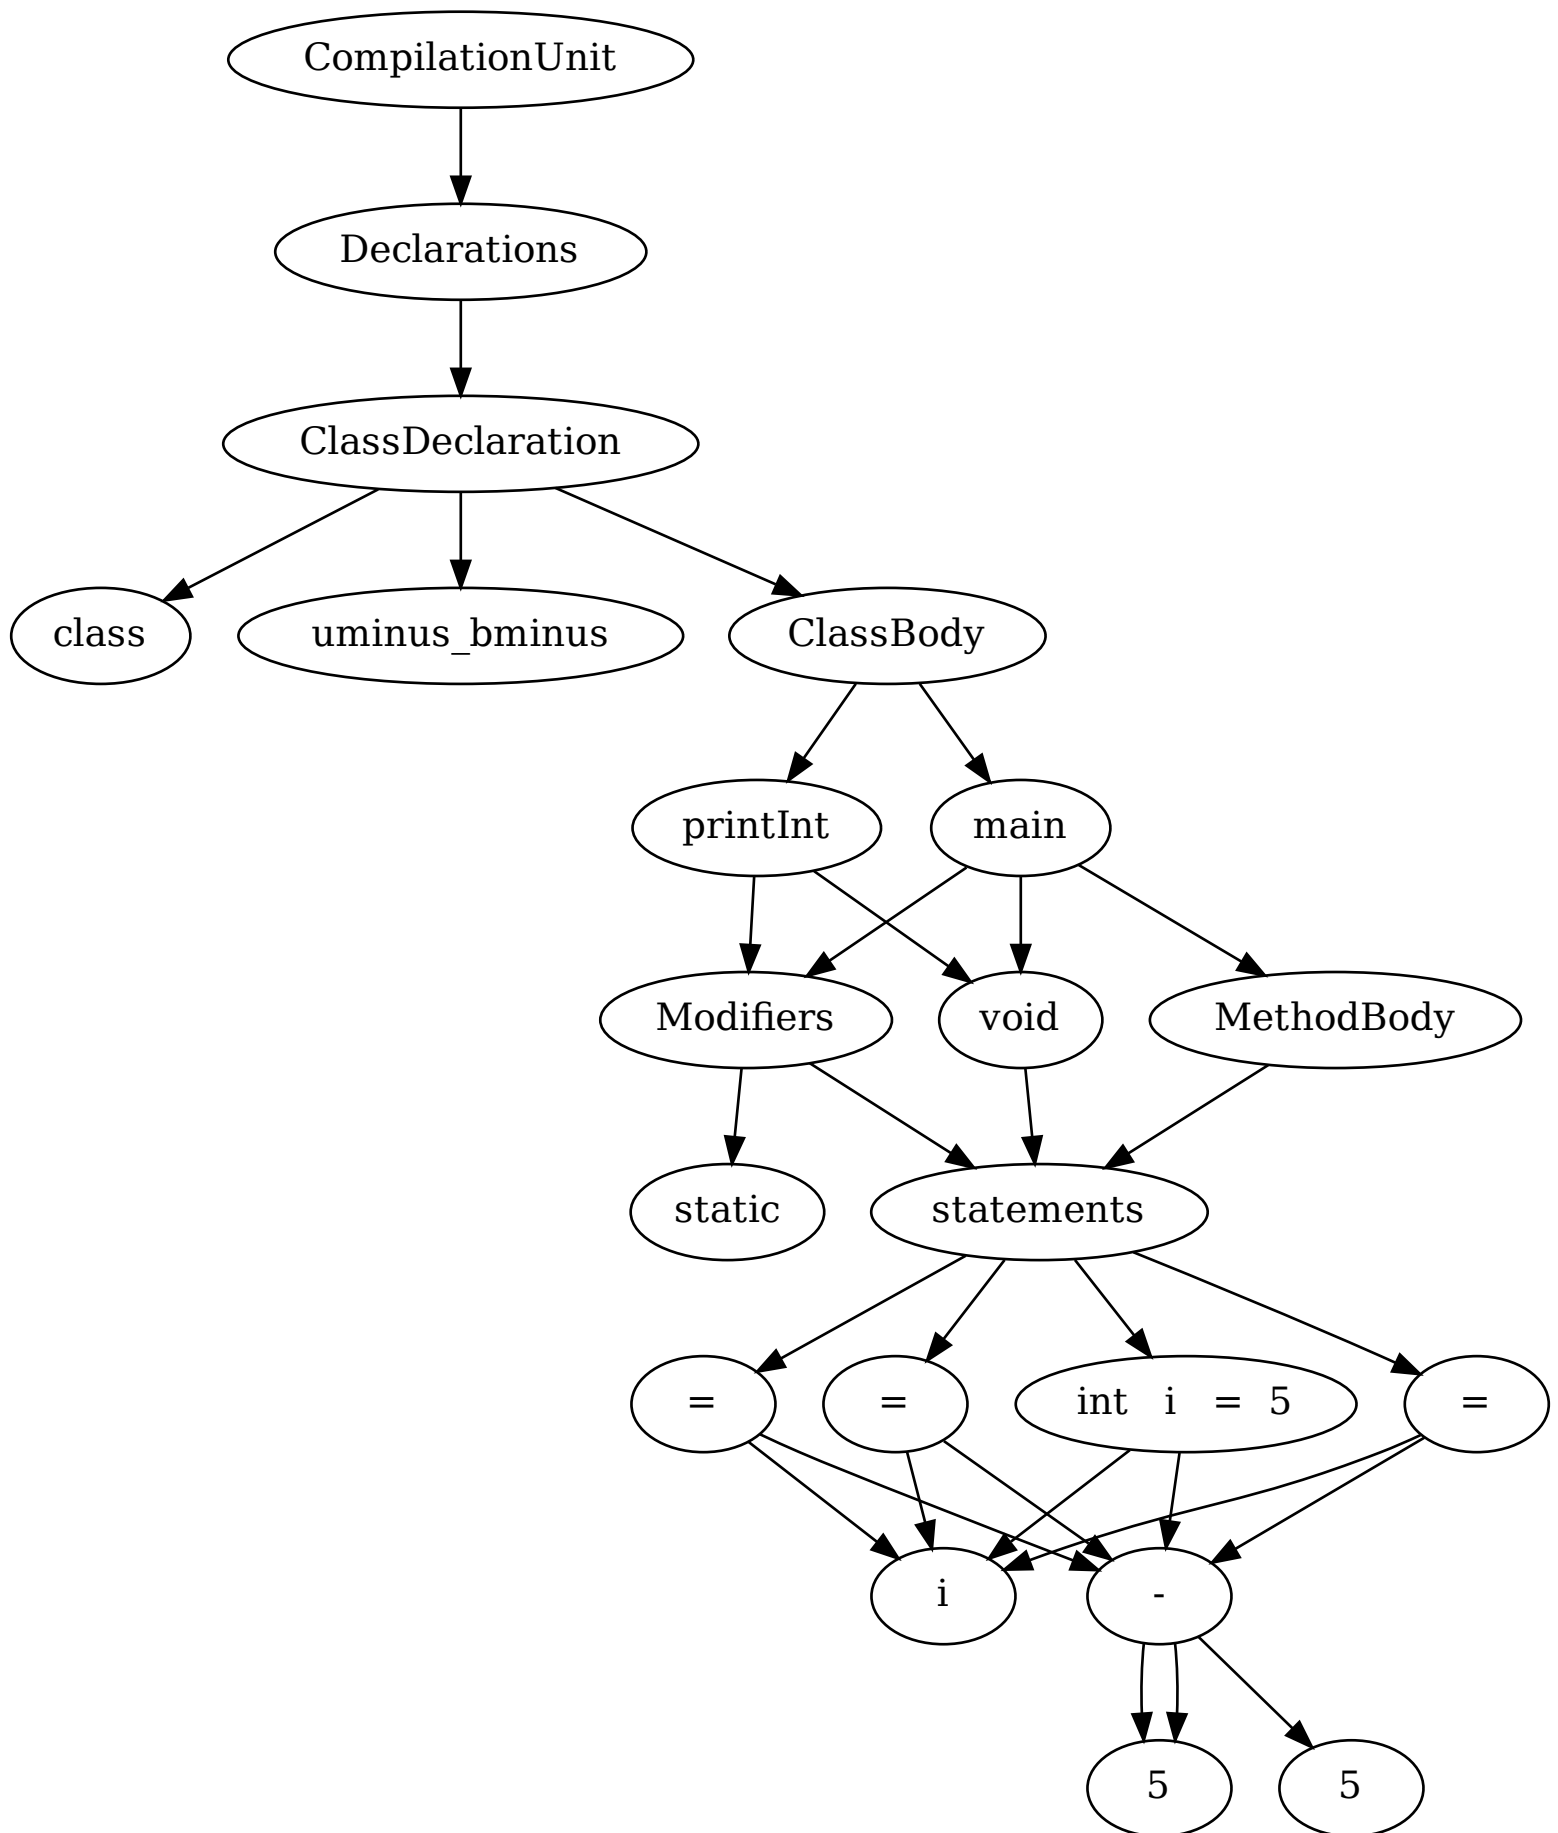 CompilationUnit
Declarations
ClassDeclaration
class
uminus_bminus
ClassBody
printInt
main
Modifiers
void
MethodBody
static
statements
=
=
int i = 5
=
i
-
5
5